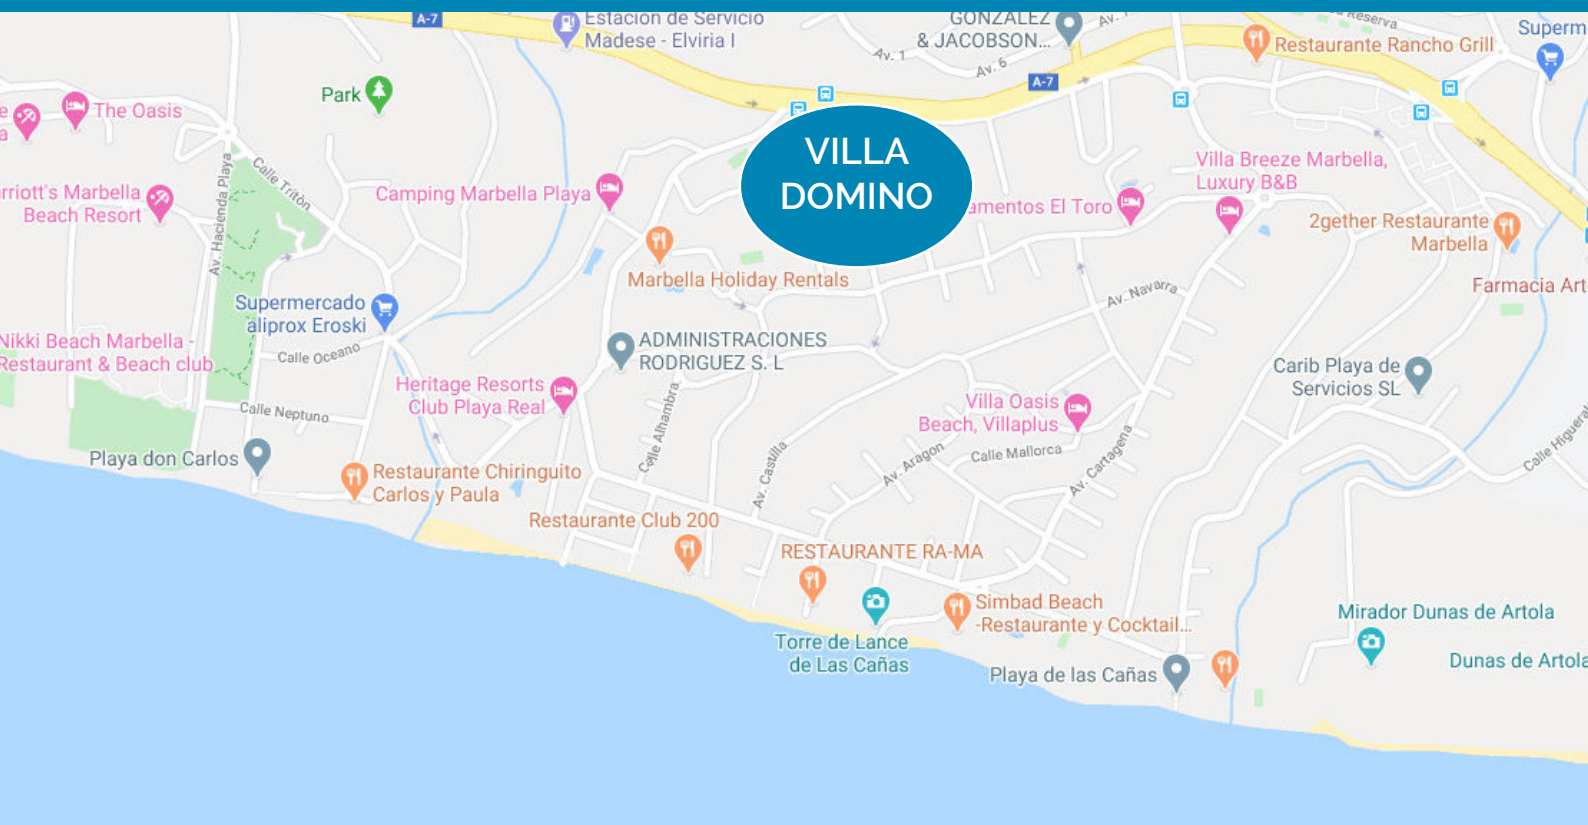 A-7
Estación de Servicio
Madese - Elviria I
GONZALEZ
& JACOBSON...
Av. 1
Av. 6
Reserva
Restaurante Rancho Grill
Superm
A-7
Park
The Oasis
VILLA
DOMINO
Calle Tritón
Av. Hacienda Playa
rriott's Marbella
Beach Resort
Camping Marbella Playa
amentos El Toro
Villa Breeze Marbella,
Luxury B&B
2gether Restaurante
Marbella
Marbella Holiday Rentals
Av. Navarra
Farmacia Art
Supermercado
aliprox Eroski
Calle Oceano
ADMINISTRACIONES
RODRIGUEZ S. L
Nikki Beach Marbella -
Restaurant & Beach club
Carib Playa de
Servicios SL
Heritage Resorts
Club Playa Real
Calle Alhambra
Villa Oasis
Beach, Villaplus
Calle Neptuno
Calle Mallorca
Av. Aragon
Av. Cartagena
Av. Castilla
Calle Higueral
Playa don Carlos
Restaurante Chiringuito
Carlos y Paula
Restaurante Club 200
RESTAURANTE RA-MA
Simbad Beach
-Restaurante y Cocktail...
Torre de Lance
de Las Cañas
Playa de las Cañas
Mirador Dunas de Artola
Dunas de Artola